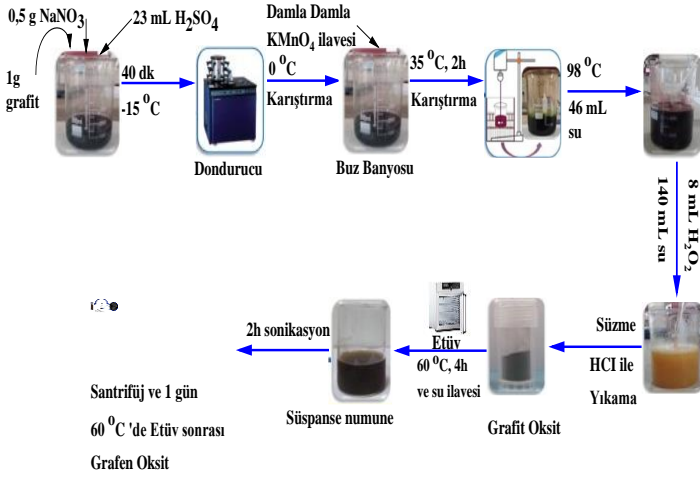 0,5 g NaNO3
23 mL H2SO4
1g
grafit
40 dk
-15 ⁰C
Dondurucu
0 ⁰C
Karıştırma
Damla Damla
KMnO4 ilavesi
Buz Banyosu
35 ⁰C, 2h
Karıştırma
98 ⁰C
46 mL
su
8 mL H2O2
140 mL su
Süzme
HCI ile
Yıkama
Grafit Oksit
Etüv
60 ⁰C, 4h
ve su ilavesi
Süspanse numune
2h sonikasyon
Santrifüj ve 1 gün
60 ⁰C 'de Etüv sonrası
Grafen Oksit